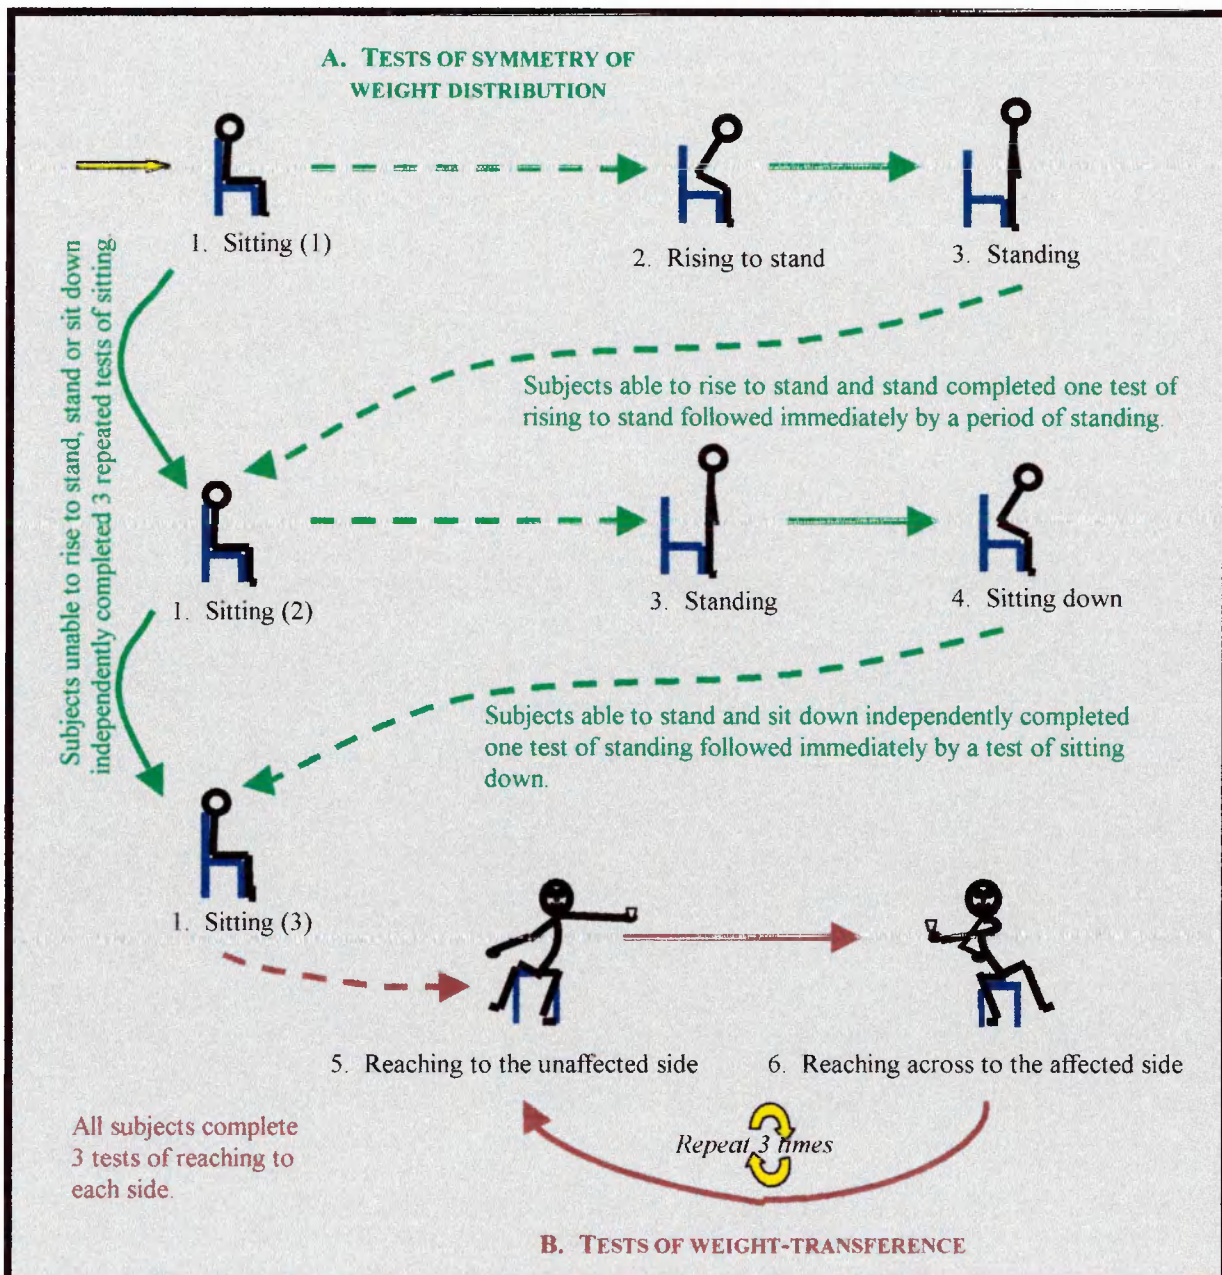 A. TESTS OF SYMMETRY OF
WEIGHT DISTRIBUTION
1. Sitting (1)
2. Rising to stand
3. Standing
Subjects unable to rise to stand, stand or sit down
independently completed 3 repeated tests of sitting.
Subjects able to rise to stand and stand completed one test of
rising to stand followed immediately by a period of standing.
1. Sitting (2)
3. Standing
4. Sitting down
Subjects able to stand and sit down independently completed
one test of standing followed immediately by a test of sitting
down.
1. Sitting (3)
5. Reaching to the unaffected side
6. Reaching across to the affected side
All subjects complete
3 tests of reaching to
each side.
Repeat 3 times
B. TESTS OF WEIGHT-TRANSFERENCE